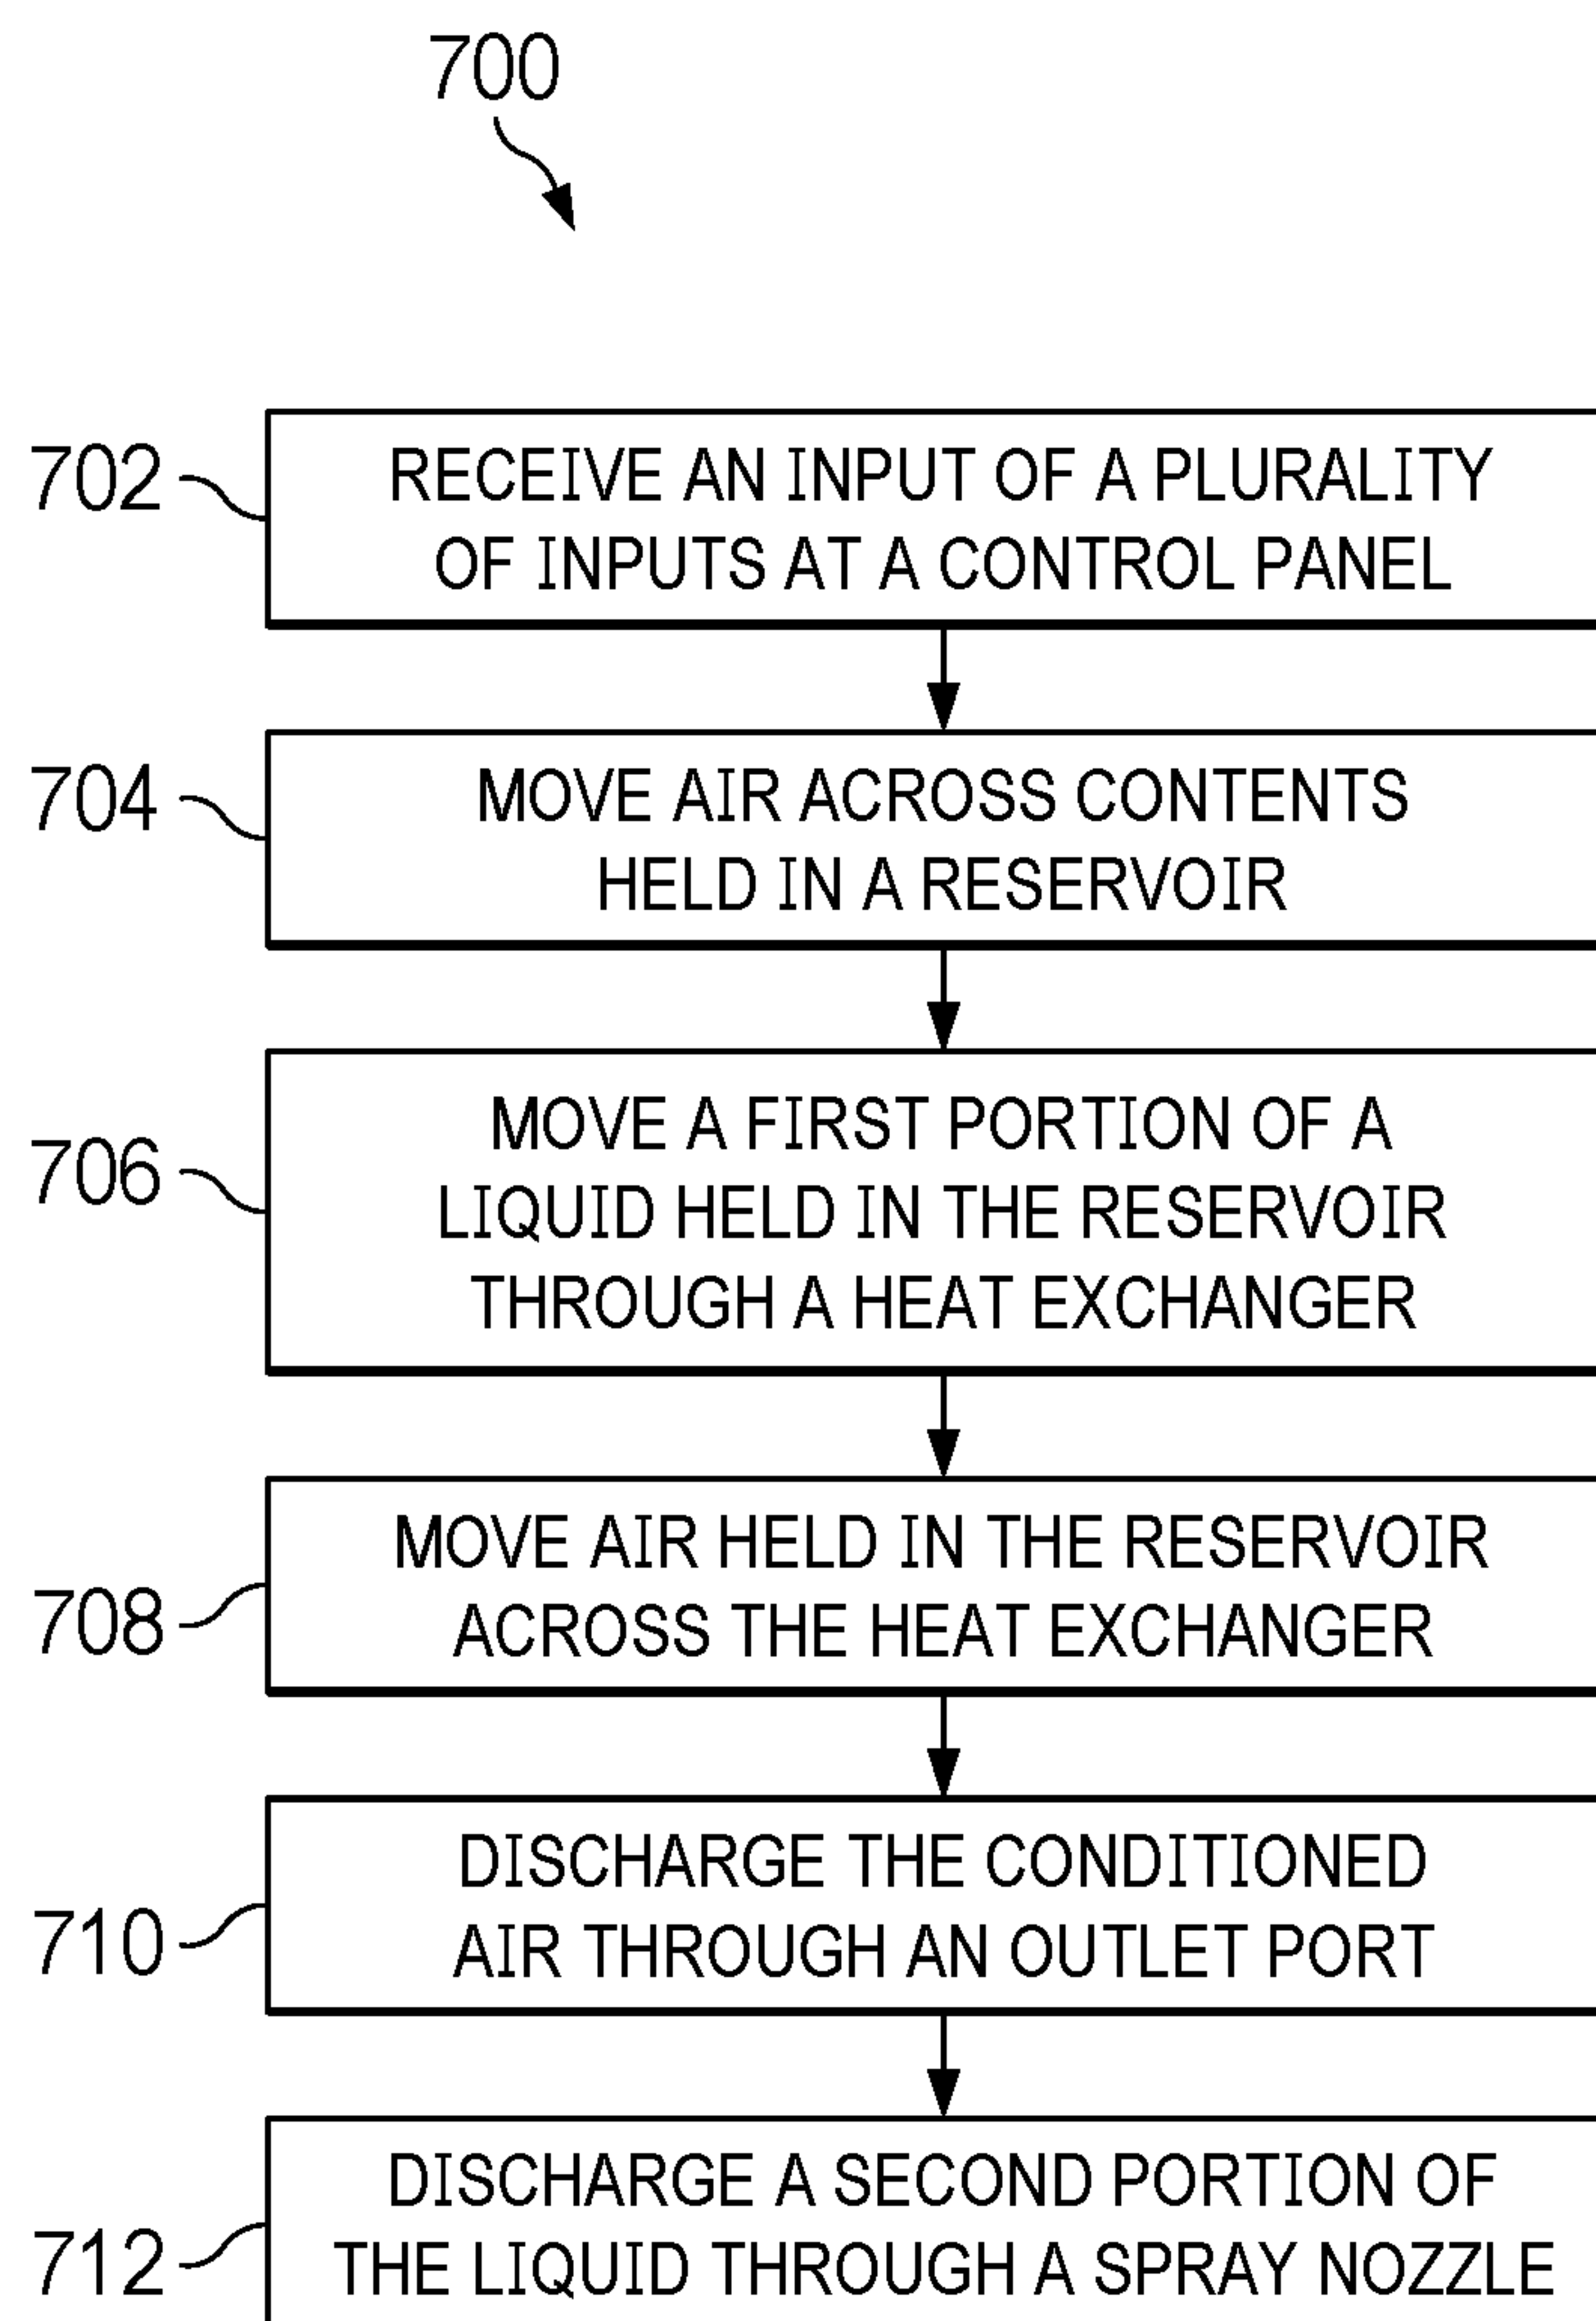 700
702
RECEIVE AN INPUT OF A PLURALITY
OF INPUTS AT A CONTROL PANEL
704
MOVE AIR ACROSS CONTENTS
HELD IN A RESERVOIR
706
MOVE A FIRST PORTION OF A
LIQUID HELD IN THE RESERVOIR
THROUGH A HEAT EXCHANGER
708
MOVE AIR HELD IN THE RESERVOIR
ACROSS THE HEAT EXCHANGER
710
DISCHARGE THE CONDITIONED
AIR THROUGH AN OUTLET PORT
712
DISCHARGE A SECOND PORTION OF
THE LIQUID THROUGH A SPRAY NOZZLE